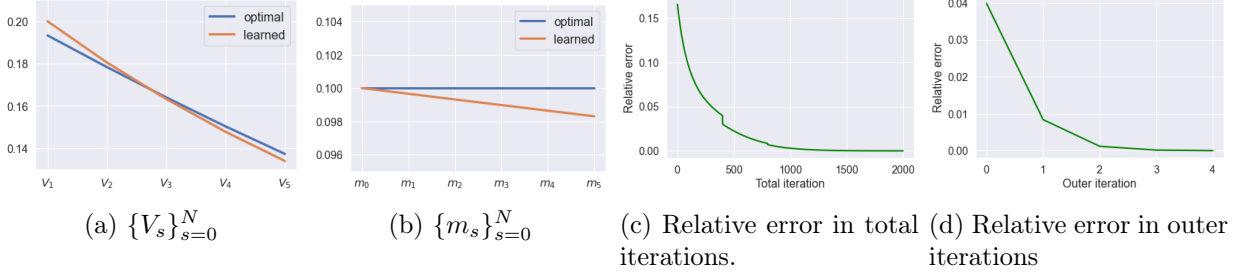 0.20
0.18
0.16
0.14
optimal
learned
V1
V2
V3
V4
V5
(a) {V_s}_{s=0}^N
0.104
0.102
0.100
0.098
0.096
optimal
learned
m0
m1
m2
m3
m4
m5
(b) {m_s}_{s=0}^N
Relative error
0.15
0.10
0.05
0.00
0
500
1000
1500
2000
Total iteration
(c) Relative error in total
iterations.
Relative error
0.04
0.03
0.02
0.01
0.00
0
1
2
3
4
Outer iteration
(d) Relative error in outer
iterations